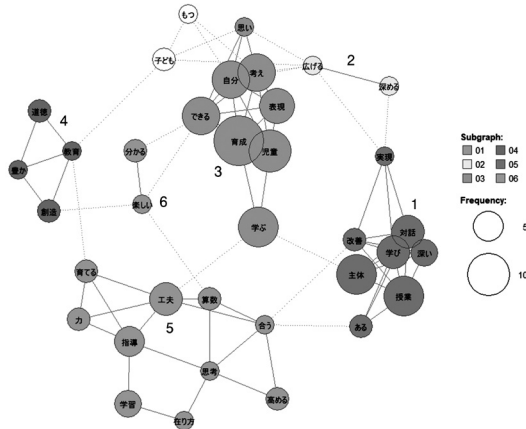 もつ
思い
子ども
自分
考え
広げる
2
深める
できる
表現
育成
児童
3
道徳
4
豊か
教育
創造
分かる
楽しい
6
学ぶ
実現
1
対話
改善
学び
深い
主体
授業
ある
育てる
工夫
算数
力
5
合う
指導
思考
学習
高める
在り方
Subgraph:
01 04
02 05
03 06
Frequency:
5
10